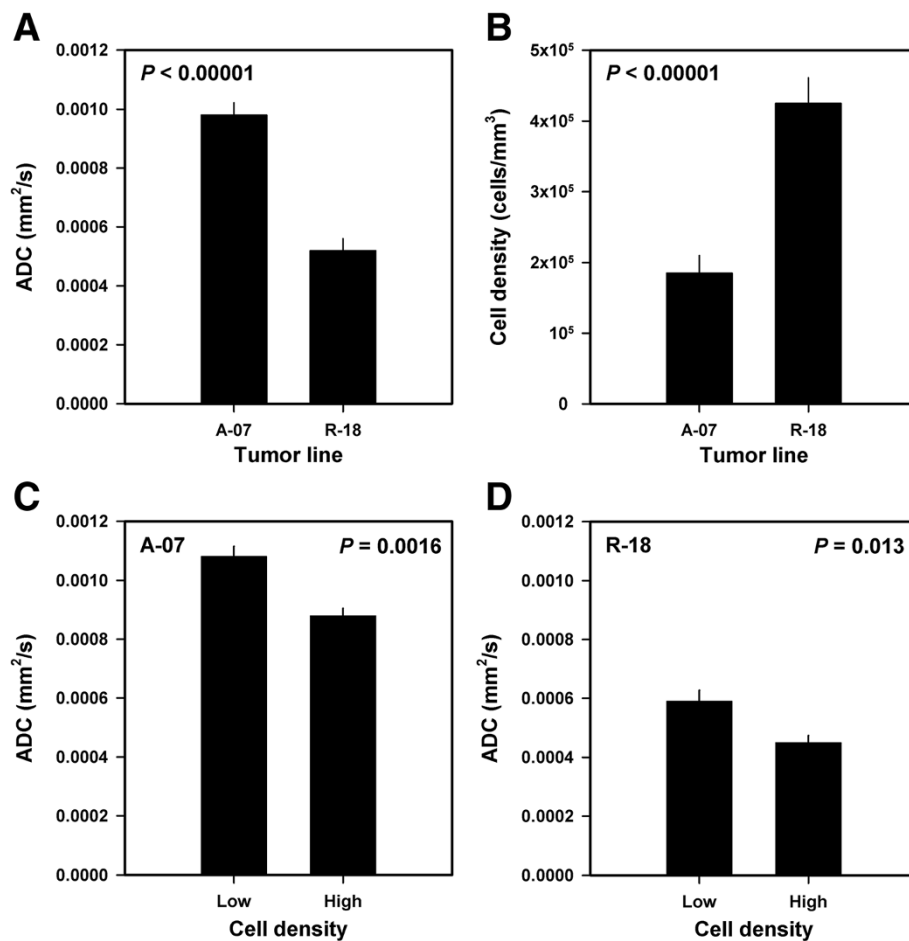 A
P < 0.00001
ADC (mm²/s)
0.0012
0.0010
0.0008
0.0006
0.0004
0.0002
0.0000
A-07 R-18
Tumor line
B
P < 0.00001
Cell density (cells/mm³)
5x10⁵
4x10⁵
3x10⁵
2x10⁵
10⁵
0
A-07 R-18
Tumor line
C
A-07 P = 0.0016
ADC (mm²/s)
0.0012
0.0010
0.0008
0.0006
0.0004
0.0002
0.0000
Low High
Cell density
D
R-18 P = 0.013
ADC (mm²/s)
0.0012
0.0010
0.0008
0.0006
0.0004
0.0002
0.0000
Low High
Cell density